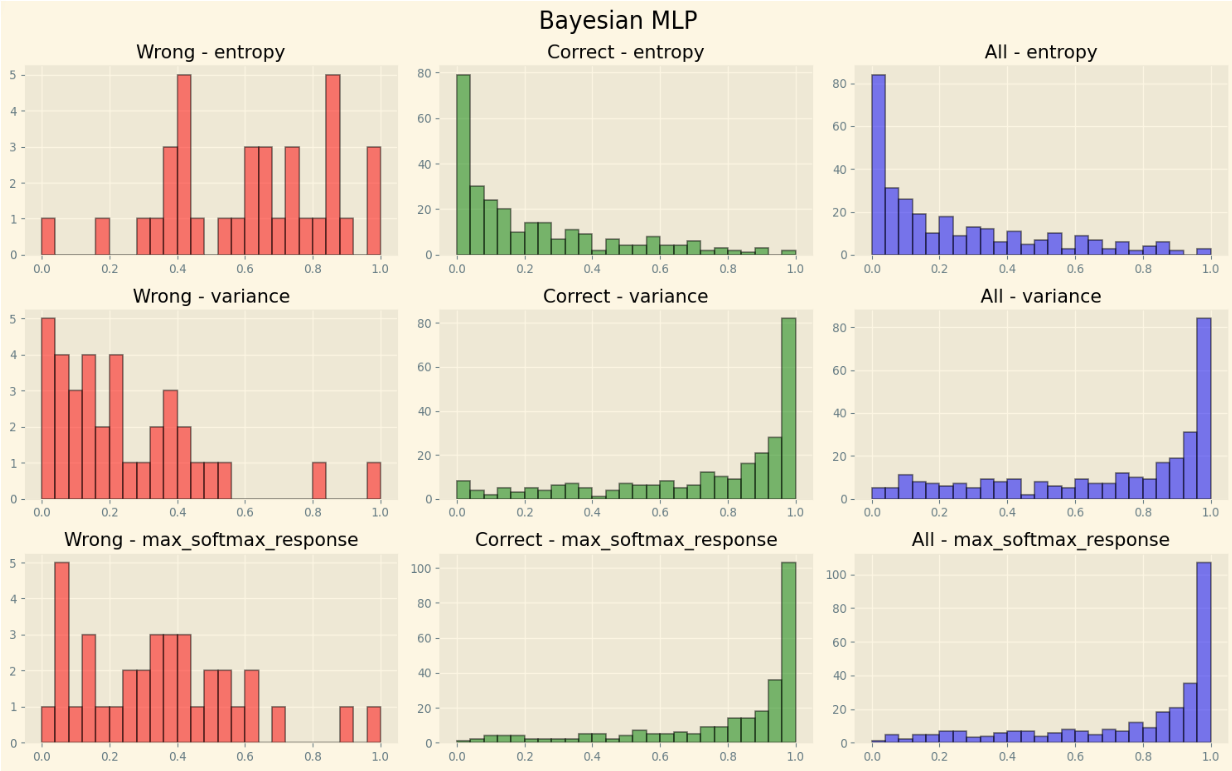 Bayesian MLP
Wrong - entropy
5
4
3
2
1
0
0.0 0.2 0.4 0.6 0.8 1.0
Correct - entropy
80
60
40
20
0
0.0 0.2 0.4 0.6 0.8 1.0
All - entropy
80
60
40
20
0
0.0 0.2 0.4 0.6 0.8 1.0
Wrong - variance
5
4
3
2
1
0
0.0 0.2 0.4 0.6 0.8 1.0
Correct - variance
80
60
40
20
0
0.0 0.2 0.4 0.6 0.8 1.0
All - variance
80
60
40
20
0
0.0 0.2 0.4 0.6 0.8 1.0
Wrong - max_softmax_response
5
4
3
2
1
0
0.0 0.2 0.4 0.6 0.8 1.0
Correct - max_softmax_response
100
80
60
40
20
0
0.0 0.2 0.4 0.6 0.8 1.0
All - max_softmax_response
100
80
60
40
20
0
0.0 0.2 0.4 0.6 0.8 1.0